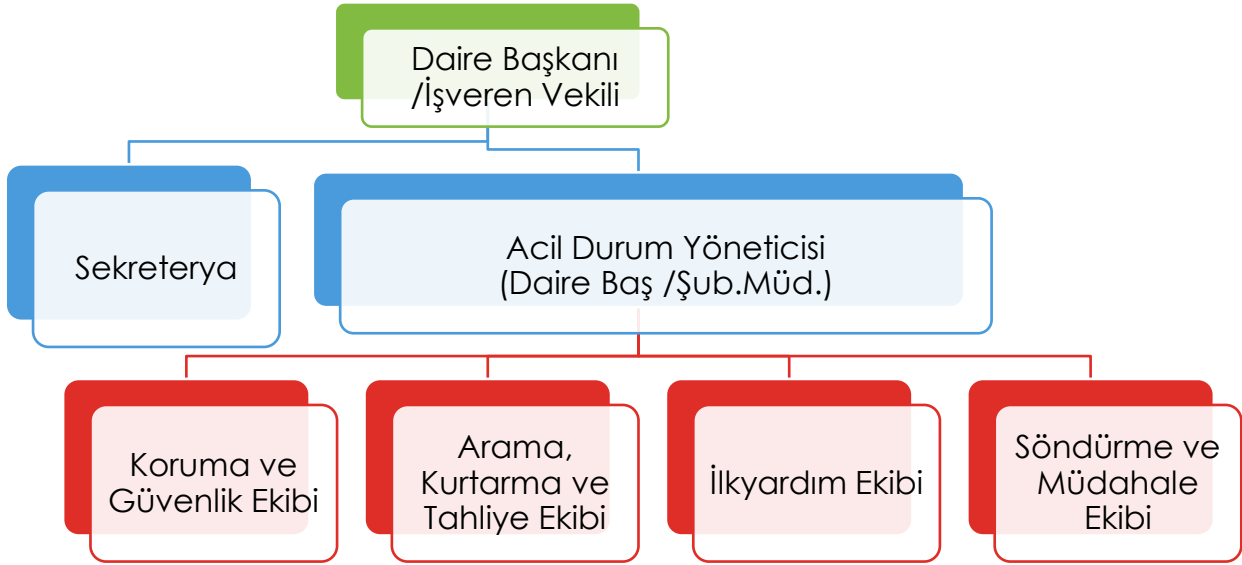 Daire Başkanı
/İşveren Vekili
Sekreterya
Acil Durum Yöneticisi
(Daire Baş /Şub.Müd.)
Koruma ve
Güvenlik Ekibi
Arama,
Kurtarma ve
Tahliye Ekibi
İlkyardım Ekibi
Söndürme ve
Müdahale
Ekibi